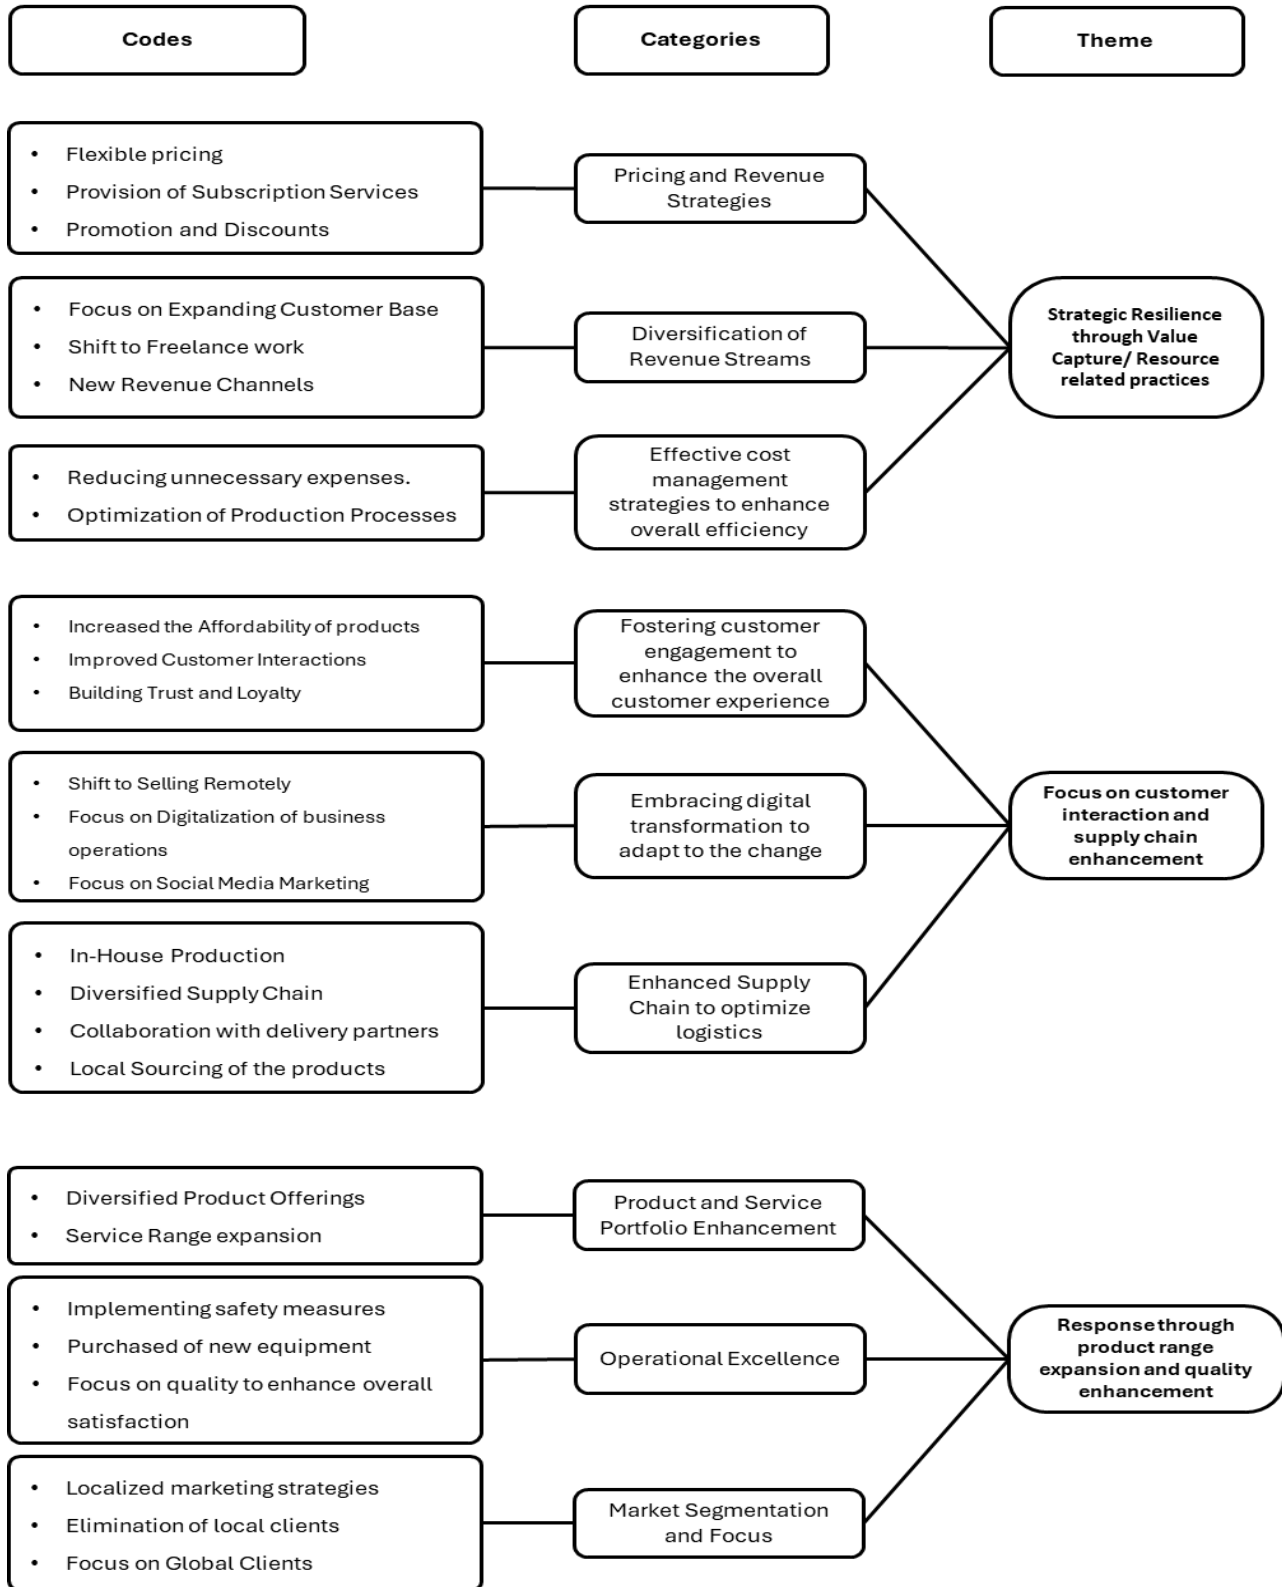 Codes
Categories
Theme
• Flexible pricing
• Provision of Subscription Services
• Promotion and Discounts
Pricing and Revenue
Strategies
• Focus on Expanding Customer Base
• Shift to Freelance work
• New Revenue Channels
Diversification of
Revenue Streams
• Reducing unnecessary expenses.
• Optimization of Production Processes
Effective cost
management
strategies to enhance
overall efficiency
Strategic Resilience
through Value
Capture/ Resource
related practices
• Increased the Affordability of products
• Improved Customer Interactions
• Building Trust and Loyalty
Fostering customer
engagement to
enhance the overall
customer experience
• Shift to Selling Remotely
• Focus on Digitalization of business
operations
• Focus on Social Media Marketing
Embracing digital
transformation to
adapt to the change
• In-House Production
• Diversified Supply Chain
• Collaboration with delivery partners
• Local Sourcing of the products
Enhanced Supply
Chain to optimize
logistics
Focus on customer
interaction and
supply chain
enhancement
• Diversified Product Offerings
• Service Range expansion
Product and Service
Portfolio Enhancement
• Implementing safety measures
• Purchased of new equipment
• Focus on quality to enhance overall
satisfaction
Operational Excellence
• Localized marketing strategies
• Elimination of local clients
• Focus on Global Clients
Market Segmentation
and Focus
Response through
product range
expansion and quality
enhancement